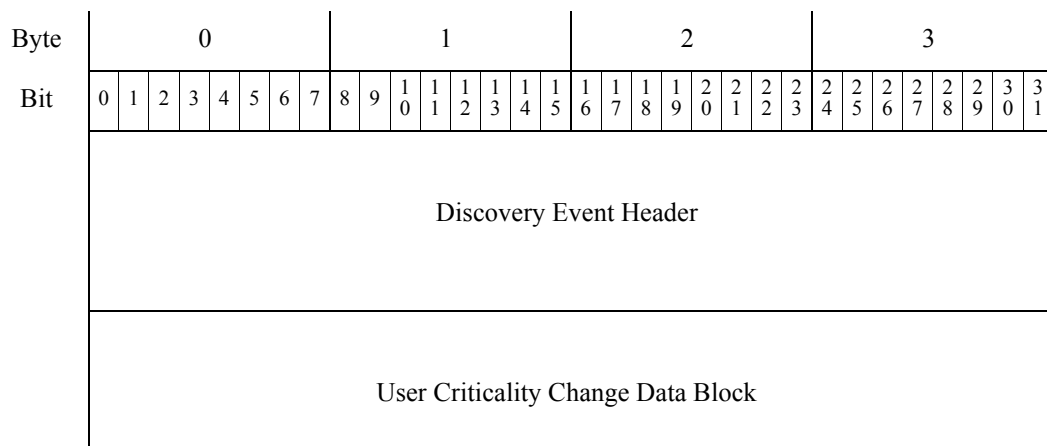 Byte 0 1 2 3
Bit 0 1 2 3 4 5 6 7 8 9 10 11 12 13 14 15 16 17 18 19 20 21 22 23 24 25 26 27 28 29 30 31
Discovery Event Header
User Criticality Change Data Block